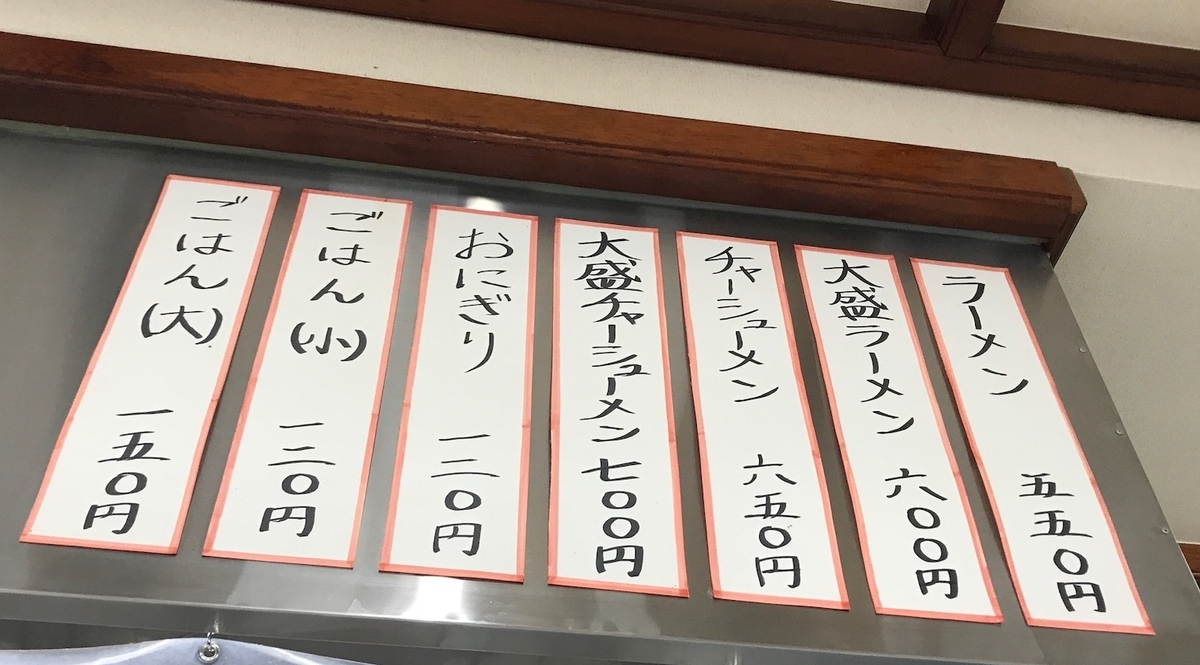 ラーメン 五五〇円
大盛ラーメン 六〇〇円
チャーシューメン 六五〇円
大盛チャーシューメン 七〇〇円
おにぎり 一二〇円
ごはん(小) 一二〇円
ごはん(大) 一五〇円